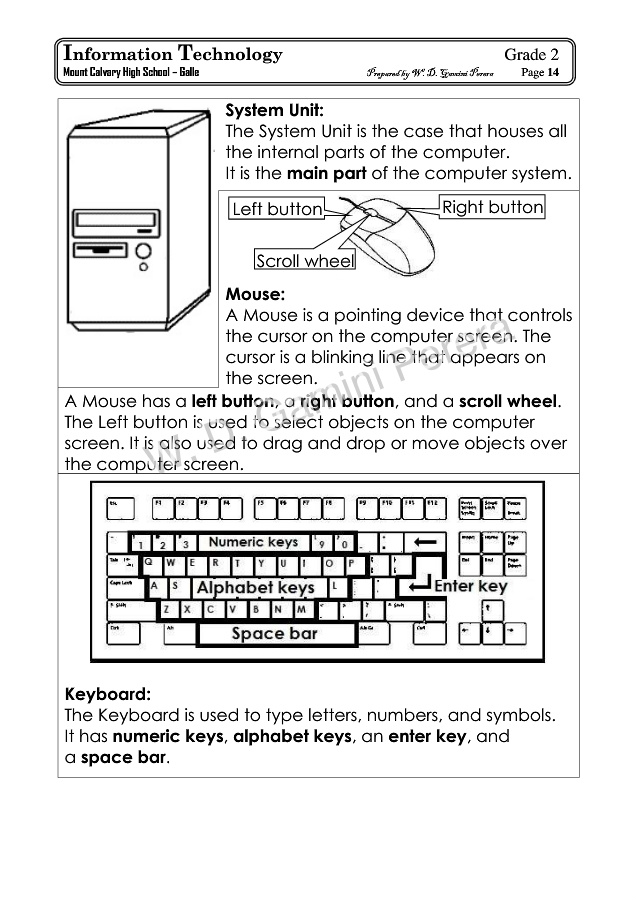 Information Technology Grade 2
Mount Calvary High School – Galle Prepared by W. D. Gamini Perera Page 14
System Unit:
The System Unit is the case that houses all
the internal parts of the computer.
It is the main part of the computer system.
Left button
Right button
Scroll wheel
Mouse:
A Mouse is a pointing device that controls
the cursor on the computer screen. The
cursor is a blinking line that appears on
the screen.
A Mouse has a left button, a right button, and a scroll wheel.
The Left button is used to select objects on the computer
screen. It is also used to drag and drop or move objects over
the computer screen.
W. D. Gamini Perera
Esc F1 F2 F3 F4 F5 F6 F7 F8 F9 F10 F11 F12 Print Screen SysRq Scroll Lock Pause Break
1 2 3 Numeric keys 9 0 Insert Home Page Up
Tab Q W E R T Y U I O P Del End Page Down
Caps Lock A S Alphabet keys L Enter key
Shift Z X C V B N M Shift
Ctrl Alt Space bar Alt Gr Ctrl
Keyboard:
The Keyboard is used to type letters, numbers, and symbols.
It has numeric keys, alphabet keys, an enter key, and
a space bar.